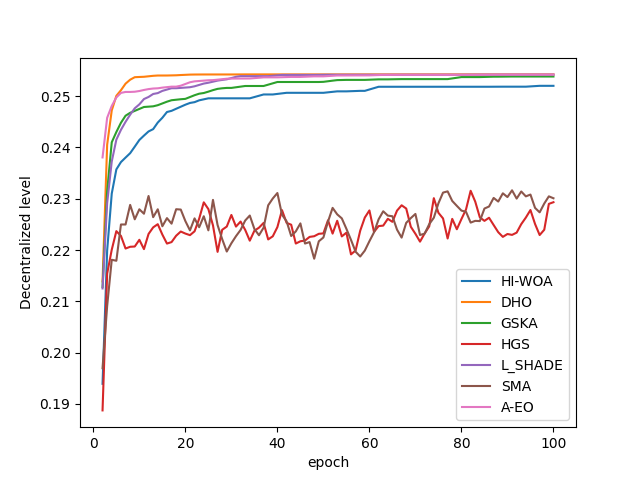 Decentralized level
0.25
0.24
0.23
0.22
0.21
0.20
0.19
0
20
40
60
80
100
epoch
HI-WOA
DHO
GSKA
HGS
L_SHADE
SMA
A-EO